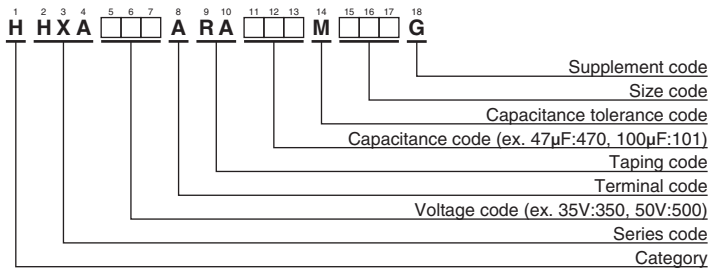 1 2 3 4 5 6 7 8 9 10 11 12 13 14 15 16 17 18
H HXA A RA M G
Supplement code
Size code
Capacitance tolerance code
Capacitance code (ex. 47µF:470, 100µF:101)
Taping code
Terminal code
Voltage code (ex. 35V:350, 50V:500)
Series code
Category